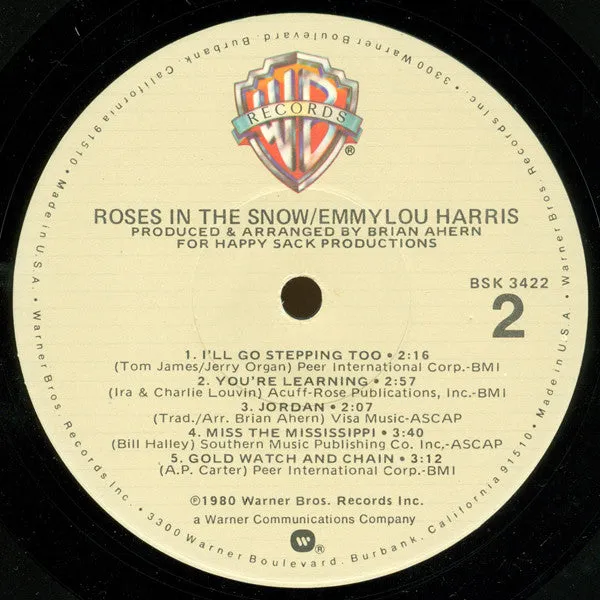 WB
RECORDS
®
ROSES IN THE SNOW/EMMYLOU HARRIS
PRODUCED & ARRANGED BY BRIAN AHERN
FOR HAPPY SACK PRODUCTIONS
BSK 3422
2
1. I'LL GO STEPPING TOO • 2:16
(Tom James/Jerry Organ) Peer International Corp.-BMI
2. YOU'RE LEARNING • 2:57
(Ira & Charlie Louvin) Acuff-Rose Publications, Inc.-BMI
3. JORDAN • 2:07
(Trad./Arr. Brian Ahern) Visa Music-ASCAP
4. MISS THE MISSISSIPPI • 3:40
(Bill Halley) Southern Music Publishing Co. Inc,-ASCAP
5. GOLD WATCH AND CHAIN • 3:12
(A.P. Carter) Peer International Corp.-BMI
℗1980 Warner Bros. Records Inc.
a Warner Communications Company
W ®
Warner Bros. Records Inc. • 3300 Warner Boulevard, Burbank, California 91510 • Made in U.S.A. • Warner Bros. Records Inc. • 3300 Warner Boulevard, Burbank, California 91510 • Made in U.S.A. •